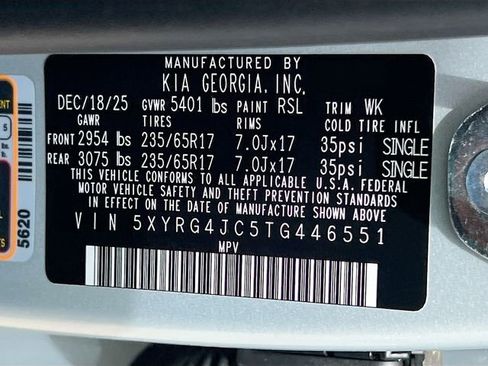 MANUFACTURED BY
KIA GEORGIA, INC.
DEC/18/25 GVWR 5401 lbs PAINT RSL TRIM WK
GAWR TIRES RIMS COLD TIRE INFL
FRONT 2954 lbs 235/65R17 7.0Jx17 35psi SINGLE
REAR 3075 lbs 235/65R17 7.0Jx17 35psi SINGLE
THIS VEHICLE CONFORMS TO ALL APPLICABLE U.S.A. FEDERAL
MOTOR VEHICLE SAFETY AND THEFT PREVENTION STANDARDS
IN EFFECT ON THE DATE OF MANUFACTURE SHOWN ABOVE
VIN 5XYRG4JC5TG446551
MPV
5
5620